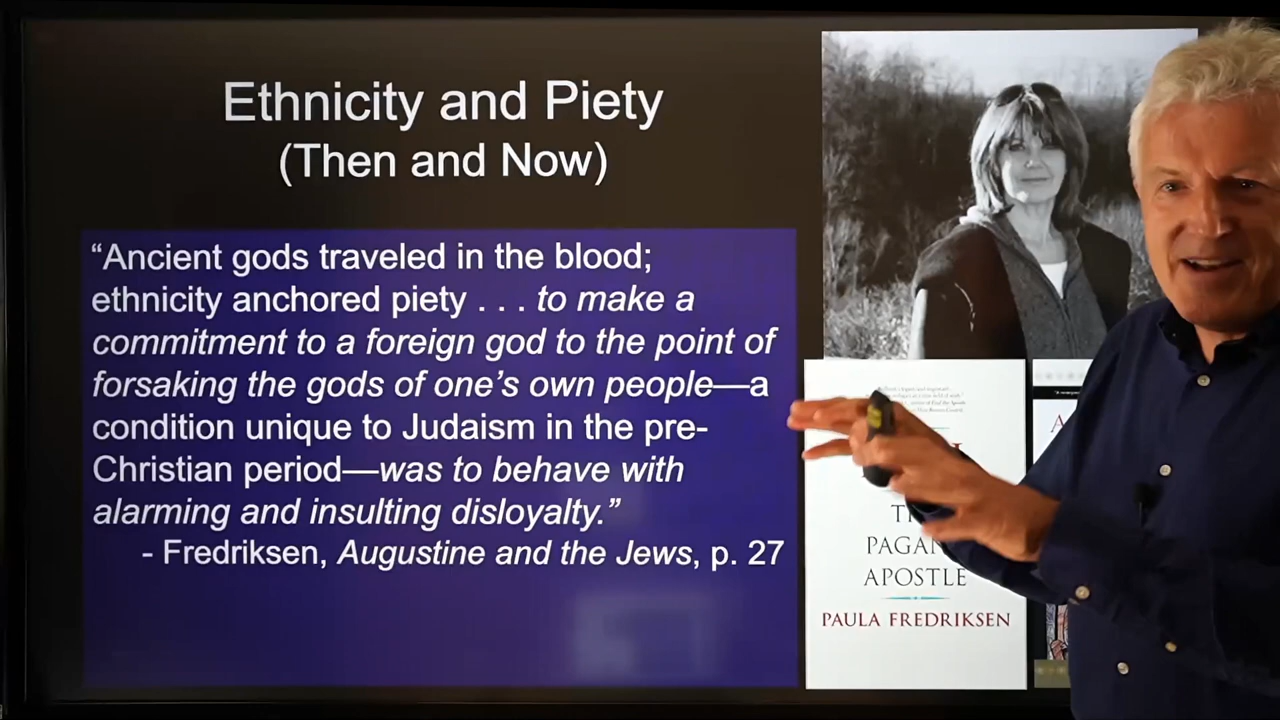 Ethnicity and Piety
(Then and Now)
“Ancient gods traveled in the blood;
ethnicity anchored piety . . . to make a
commitment to a foreign god to the point of
forsaking the gods of one’s own people—a
condition unique to Judaism in the pre-
Christian period—was to behave with
alarming and insulting disloyalty.”
- Fredriksen, Augustine and the Jews, p. 27
PAGAN
APOSTLE
PAULA FREDRIKSEN